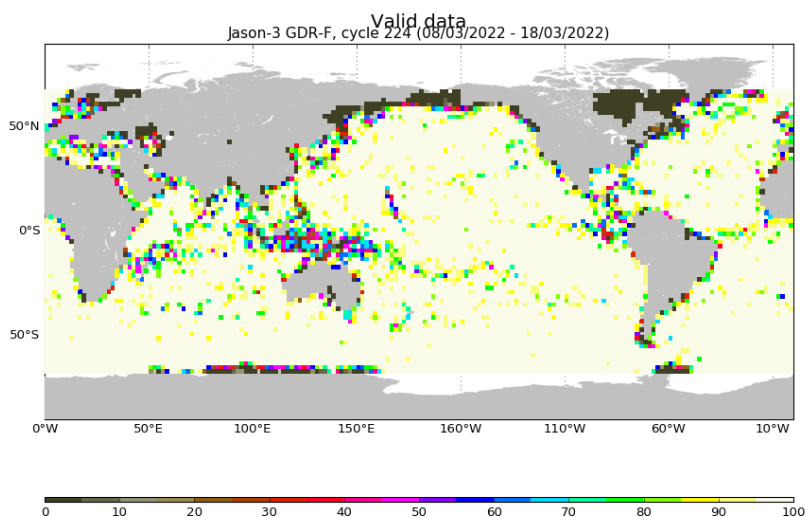 Valid data
Jason-3 GDR-F, cycle 224 (08/03/2022 - 18/03/2022)
50°N
0°S
50°S
0°W 50°E 100°E 150°E 160°W 110°W 60°W 10°W
0 10 20 30 40 50 60 70 80 90 100